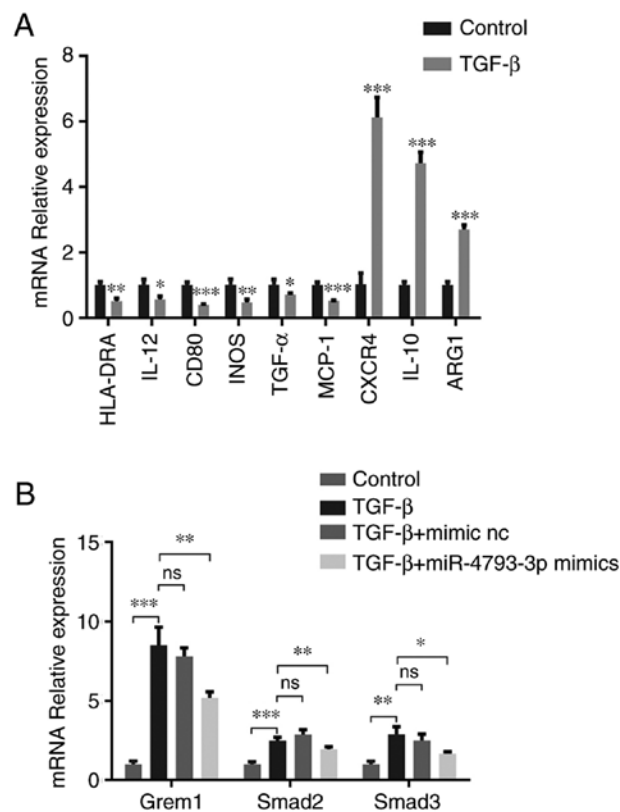 A
Control
TGF-β
mRNA Relative expression
8
6
4
2
0
** * *** ** * *** *** *** ***
HLA-DRA
IL-12
CD80
INOS
TGF-α
MCP-1
CXCR4
IL-10
ARG1
B
Control
TGF-β
TGF-β+mimic nc
TGF-β+miR-4793-3p mimics
mRNA Relative expression
15
10
5
0
*** ns **
*** ns **
** ns *
Grem1 Smad2 Smad3